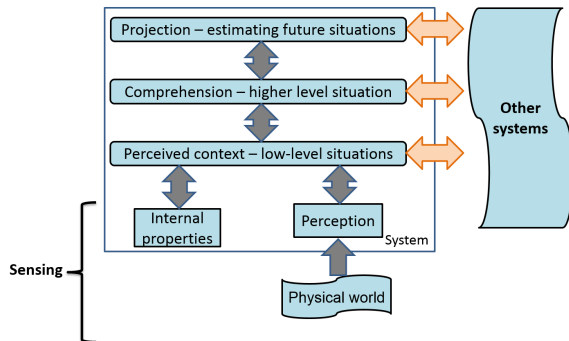 Projection – estimating future situations
Comprehension – higher level situation
Other
systems
Perceived context – low-level situations
Internal
properties
Perception
System
Sensing
Physical world